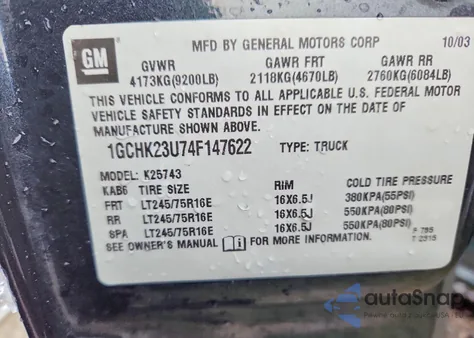 GM
MFD BY GENERAL MOTORS CORP 10/03
GVWR GAWR FRT GAWR RR
4173KG(9200LB) 2118KG(4670LB) 2760KG(6084LB)
THIS VEHICLE CONFORMS TO ALL APPLICABLE U.S. FEDERAL MOTOR
VEHICLE SAFETY STANDARDS IN EFFECT ON THE DATE OF
MANUFACTURE SHOWN ABOVE.
1GCHK23U74F147622 TYPE: TRUCK
MODEL: K25743
KAB6 TIRE SIZE RIM COLD TIRE PRESSURE
FRT LT245/75R16E 16X6.5J 380KPA(55PSI)
RR LT245/75R16E 16X6.5J 550KPA(80PSI)
SPA LT245/75R16E 16X6.5J 550KPA(80PSI)
SEE OWNER'S MANUAL FOR MORE INFORMATION.
autoSnap